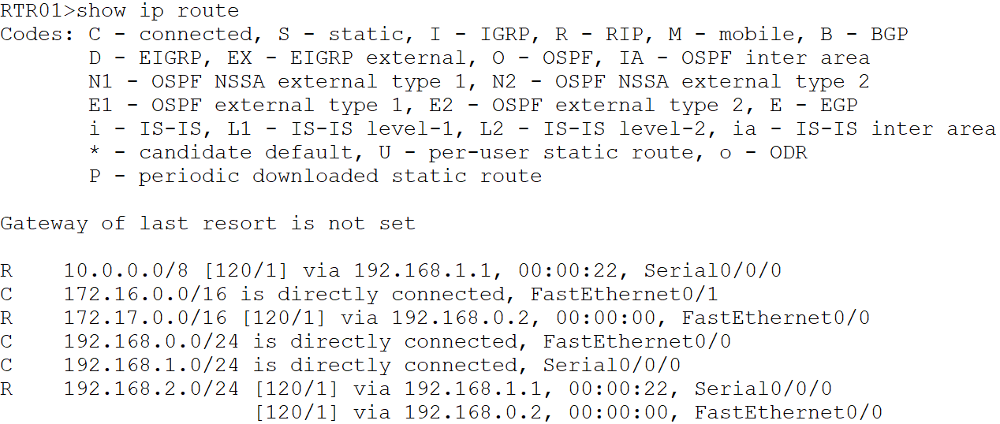 RTR01>show ip route
Codes: C - connected, S - static, I - IGRP, R - RIP, M - mobile, B - BGP
       D - EIGRP, EX - EIGRP external, O - OSPF, IA - OSPF inter area
       N1 - OSPF NSSA external type 1, N2 - OSPF NSSA external type 2
       E1 - OSPF external type 1, E2 - OSPF external type 2, E - EGP
       i - IS-IS, L1 - IS-IS level-1, L2 - IS-IS level-2, ia - IS-IS inter area
       * - candidate default, U - per-user static route, o - ODR
       P - periodic downloaded static route

Gateway of last resort is not set

R    10.0.0.0/8 [120/1] via 192.168.1.1, 00:00:22, Serial0/0/0
C    172.16.0.0/16 is directly connected, FastEthernet0/1
R    172.17.0.0/16 [120/1] via 192.168.0.2, 00:00:00, FastEthernet0/0
C    192.168.0.0/24 is directly connected, FastEthernet0/0
C    192.168.1.0/24 is directly connected, Serial0/0/0
R    192.168.2.0/24 [120/1] via 192.168.1.1, 00:00:22, Serial0/0/0
                    [120/1] via 192.168.0.2, 00:00:00, FastEthernet0/0